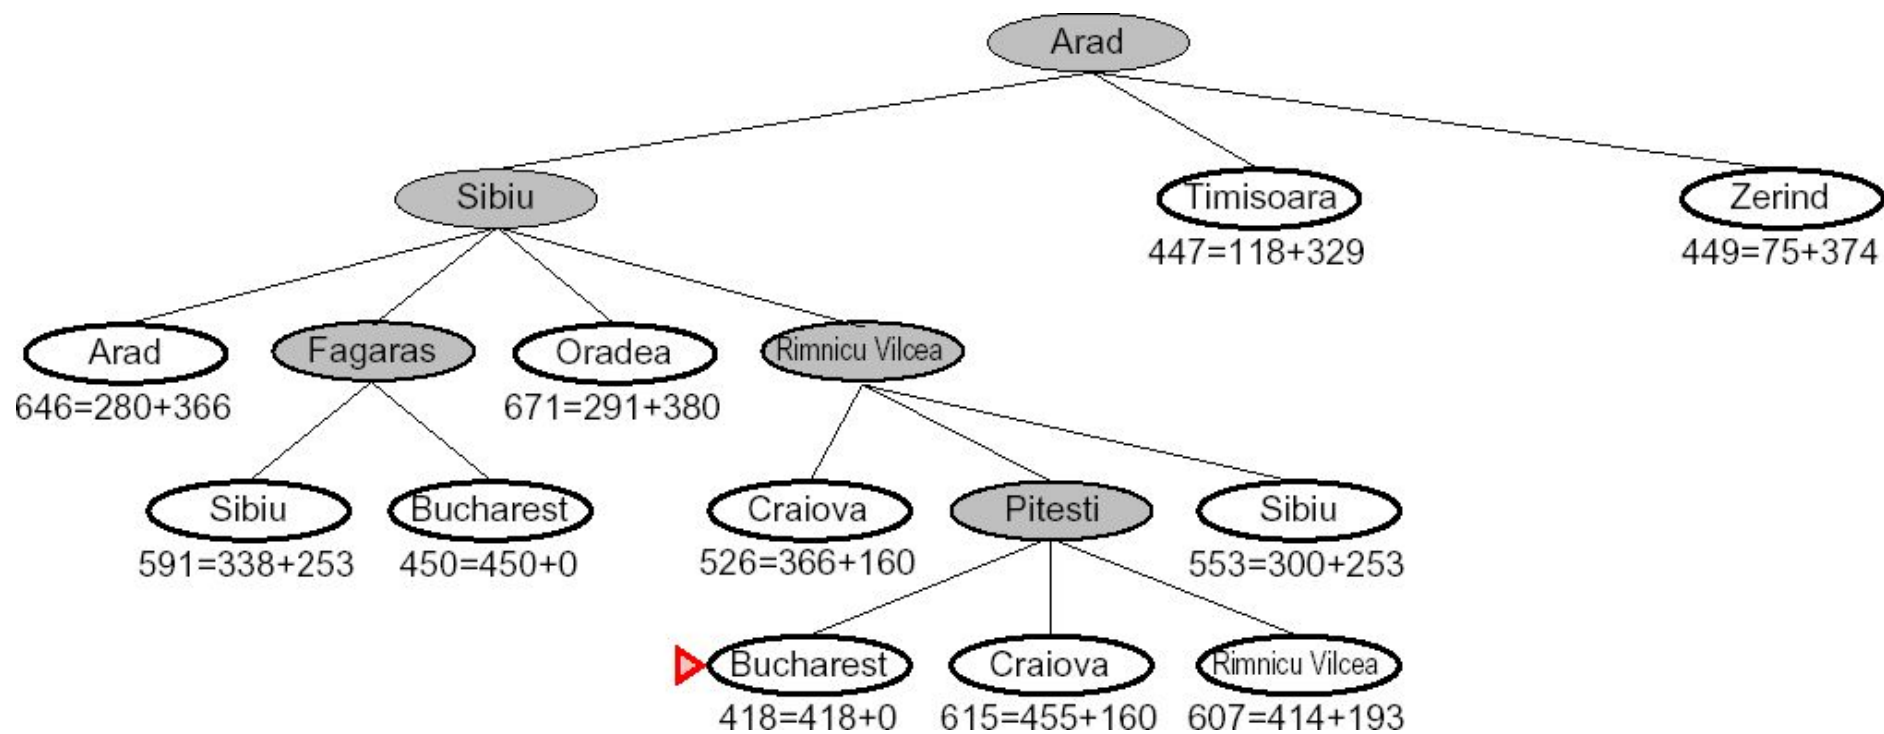 Arad
Sibiu
Timisoara
Zerind
447=118+329
449=75+374
Arad
Fagaras
Oradea
Rimnicu Vilcea
646=280+366
671=291+380
Sibiu
Bucharest
Craiova
Pitesti
Sibiu
591=338+253
450=450+0
526=366+160
553=300+253
Bucharest
Craiova
Rimnicu Vilcea
418=418+0
615=455+160
607=414+193